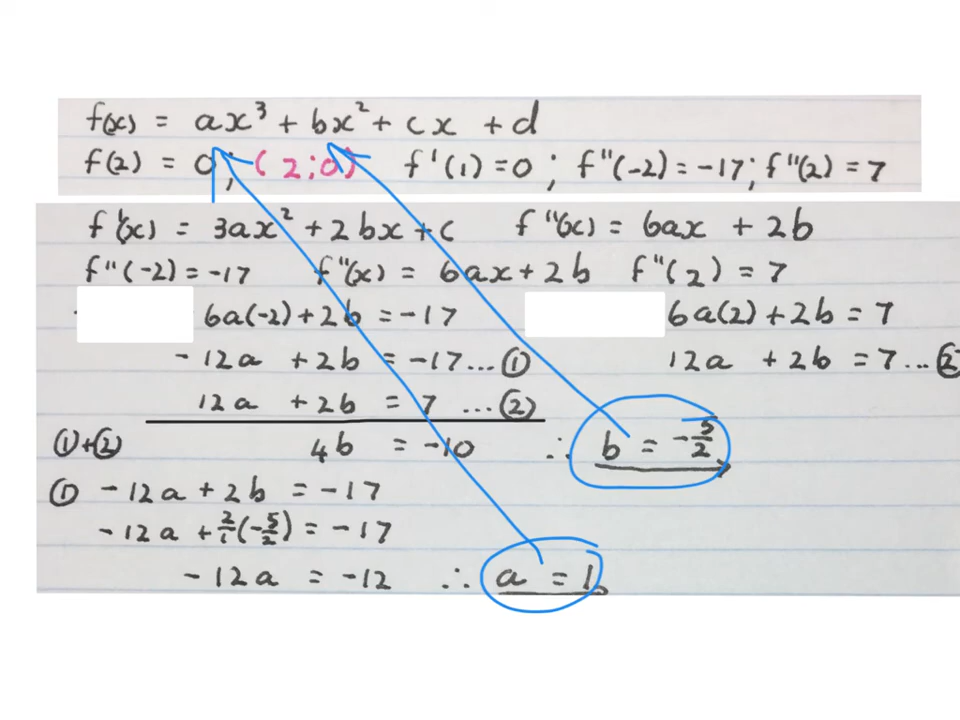 f(x) = ax³ + bx² + cx + d
f(2) = 0; (2;0) f'(1) = 0 ; f''(-2) = -17; f''(2) = 7
f'(x) = 3ax² + 2bx + c f''(x) = 6ax + 2b
f''(-2) = -17 f''(x) = 6ax + 2b f''(2) = 7
6a(-2) + 2b = -17 6a(2) + 2b = 7
-12a + 2b = -17 ... ① 12a + 2b = 7 ... ②
12a + 2b = 7 ... ②
①+② 4b = -10 ∴ b = -5/2
① -12a + 2b = -17
-12a + 2/1(-5/2) = -17
-12a = -12 ∴ a = 1